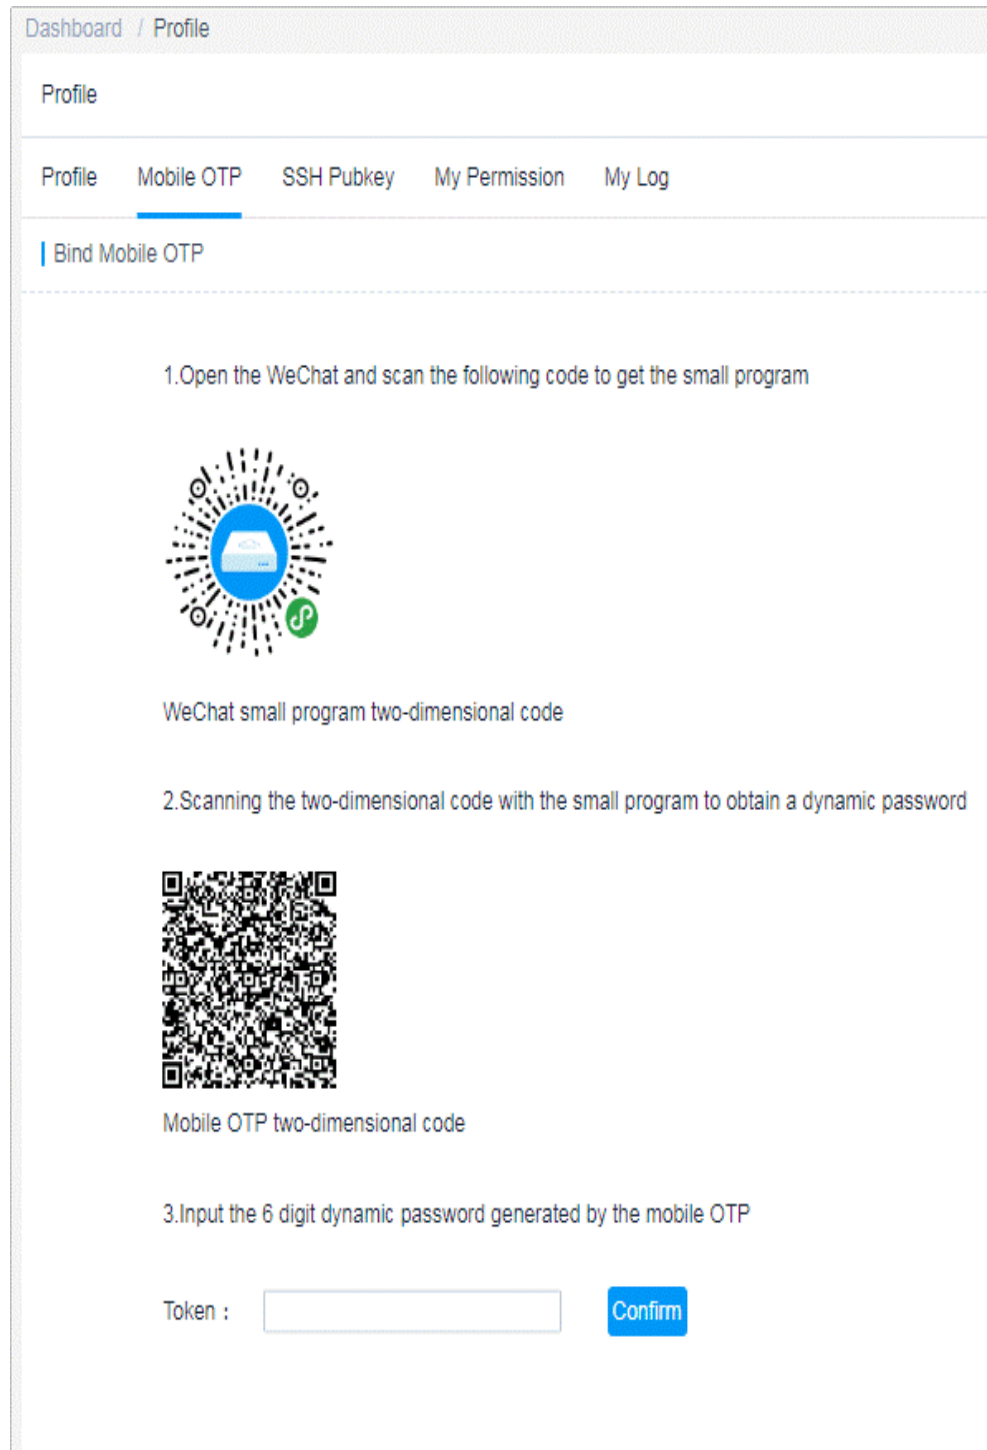 Dashboard / Profile
Profile
Profile Mobile OTP SSH Pubkey My Permission My Log
Bind Mobile OTP
1.Open the WeChat and scan the following code to get the small program
WeChat small program two-dimensional code
2.Scanning the two-dimensional code with the small program to obtain a dynamic password
Mobile OTP two-dimensional code
3.Input the 6 digit dynamic password generated by the mobile OTP
Token : Confirm